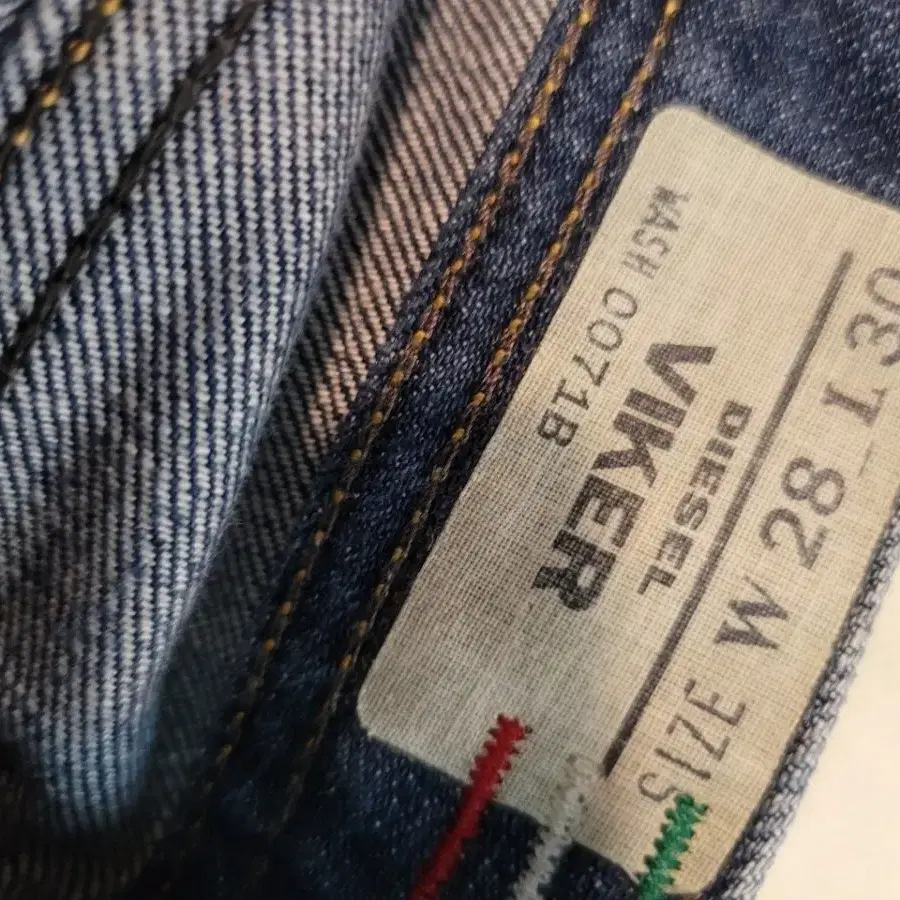 DIESEL
VIKER
WASH 0071B
SIZE W 28 L 30